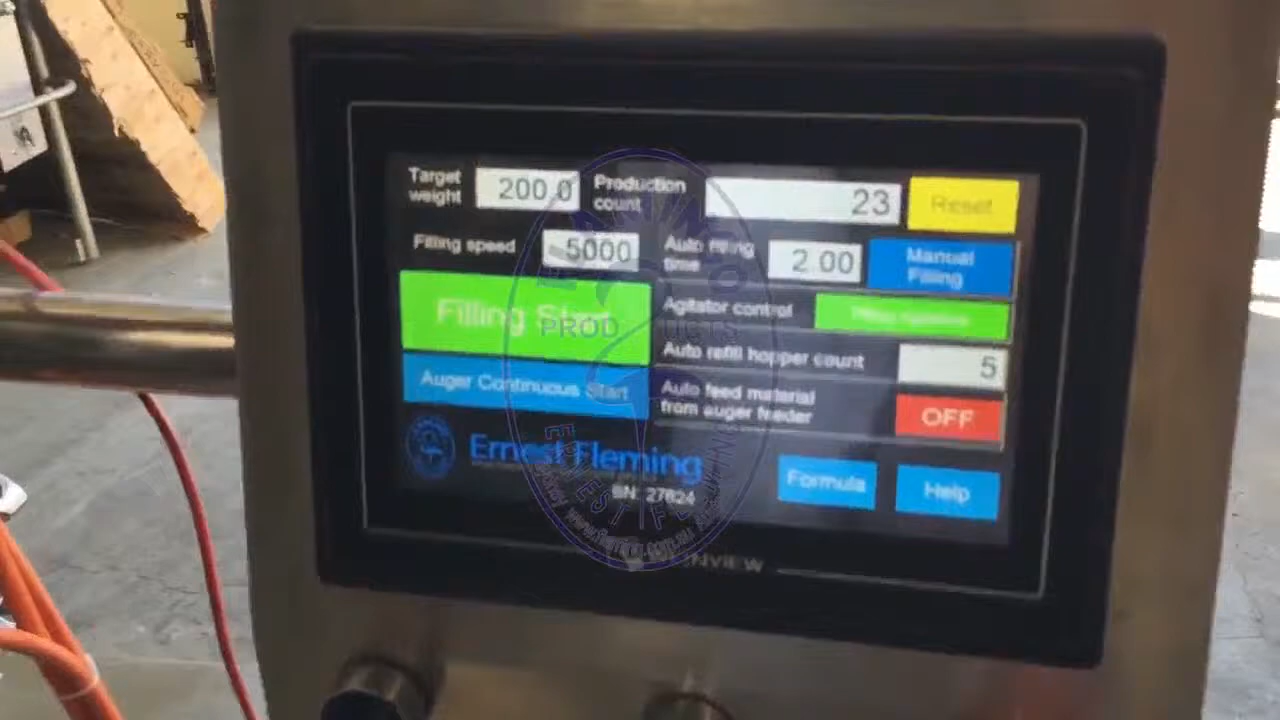 Target weight
200.0
Production count
23
Reset
Filling speed
5000
Auto filling time
2.00
Manual Filling
Filling Start
Agitator control
Auger Continuous Start
Auto refill hopper count
5
Auto feed material from auger feeder
OFF
Ernest Fleming
SN: 27824
Formula
Help
PRODUCTS